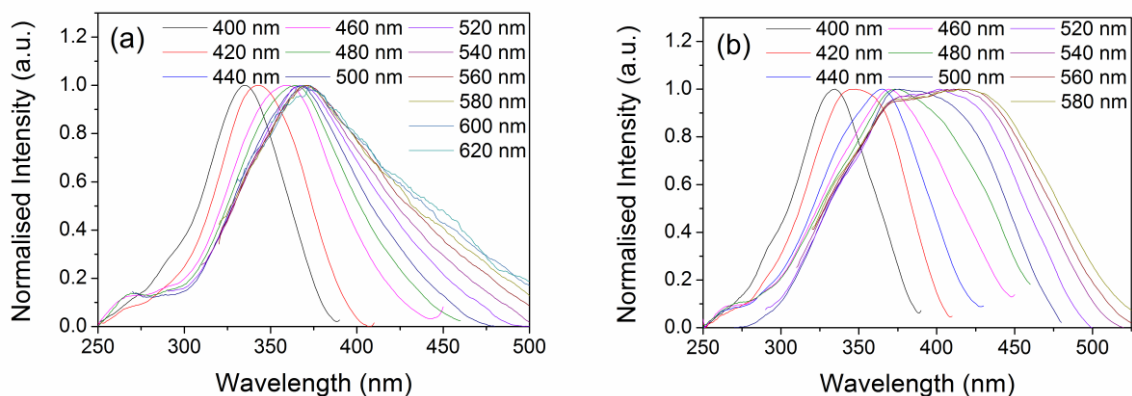 (a)
400 nm 460 nm 520 nm
420 nm 480 nm 540 nm
440 nm 500 nm 560 nm
580 nm
600 nm
620 nm
Normalised Intensity (a.u.)
1.2
1.0
0.8
0.6
0.4
0.2
0.0
250 300 350 400 450 500
Wavelength (nm)
(b)
400 nm 460 nm 520 nm
420 nm 480 nm 540 nm
440 nm 500 nm 560 nm
580 nm
Normalised Intensity (a.u.)
1.2
1.0
0.8
0.6
0.4
0.2
0.0
250 300 350 400 450 500
Wavelength (nm)